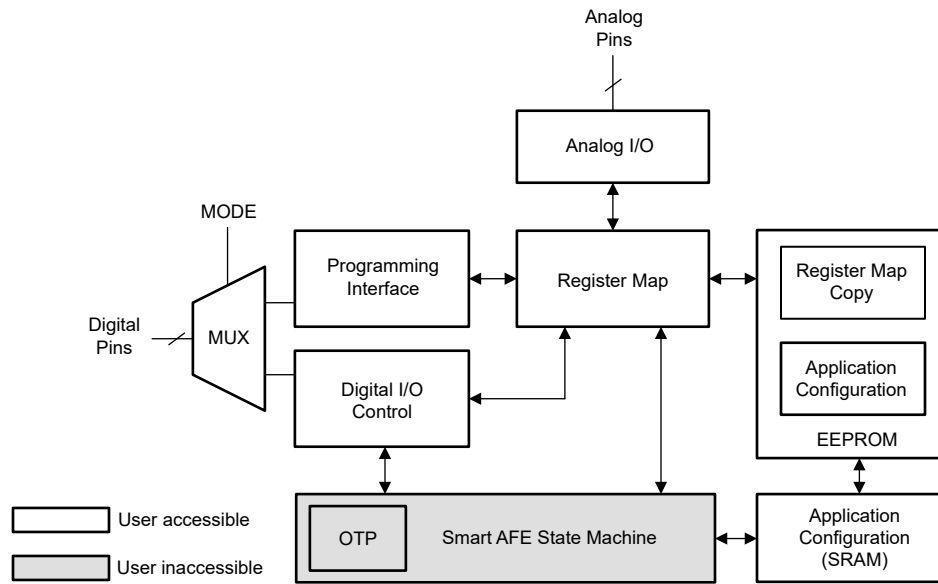 Analog
Pins
Analog I/O
MODE
Programming
Interface
Register Map
Register Map
Copy
Digital
Pins
MUX
Digital I/O
Control
Application
Configuration
EEPROM
User accessible
User inaccessible
OTP
Smart AFE State Machine
Application
Configuration
(SRAM)